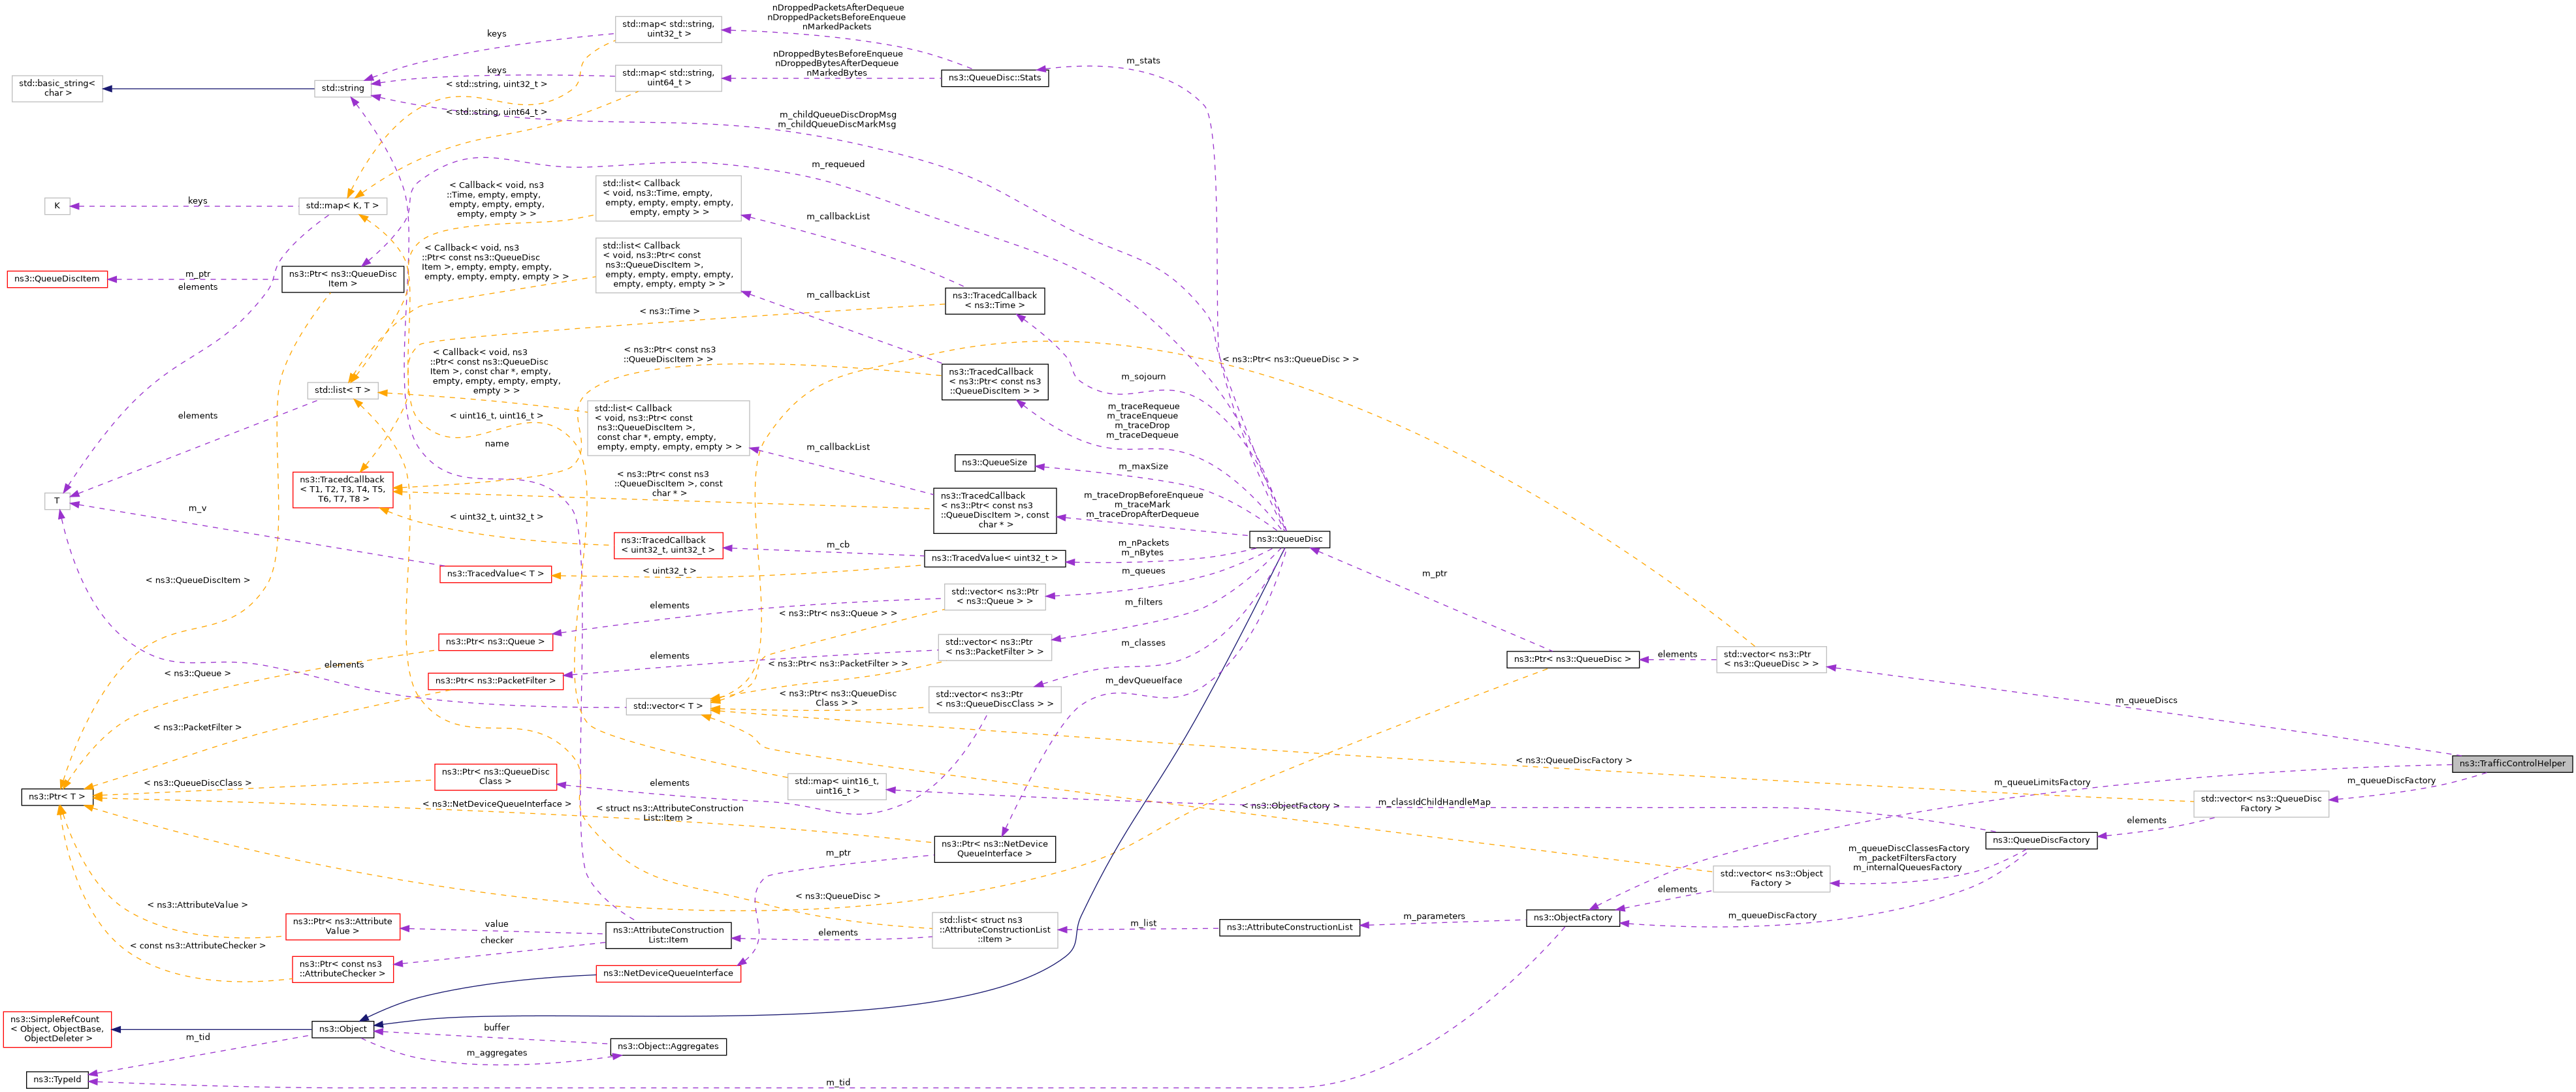 nDroppedPacketsAfterDequeue
nDroppedPacketsBeforeEnqueue
nMarkedPackets
std::map< std::string,
uint32_t >
keys
nDroppedBytesBeforeEnqueue
nDroppedBytesAfterDequeue
nMarkedBytes
m_stats
keys
std::map< std::string,
uint64_t >
ns3::QueueDisc::Stats
std::basic_string<
char >
std::string
< std::string, uint32_t >
< std::string, uint64_t >
m_childQueueDiscDropMsg
m_childQueueDiscMarkMsg
m_requeued
< Callback< void, ns3
::Time, empty, empty,
empty, empty, empty,
empty, empty > >
std::list< Callback
< void, ns3::Time, empty,
empty, empty, empty, empty,
empty, empty > >
m_callbackList
K
keys
std::map< K, T >
< Callback< void, ns3
::Ptr< const ns3::QueueDisc
Item >, empty, empty, empty,
empty, empty, empty, empty > >
std::list< Callback
< void, ns3::Ptr< const
ns3::QueueDiscItem >,
empty, empty, empty, empty,
empty, empty, empty > >
ns3::QueueDiscItem
m_ptr
elements
ns3::Ptr< ns3::QueueDisc
Item >
m_callbackList
ns3::TracedCallback
< ns3::Time >
< ns3::Time >
< Callback< void, ns3
::Ptr< const ns3::QueueDisc
Item >, const char *, empty,
empty, empty, empty, empty,
empty > >
< ns3::Ptr< const ns3
::QueueDiscItem > >
ns3::TracedCallback
< ns3::Ptr< const ns3
::QueueDiscItem > >
< ns3::Ptr< ns3::QueueDisc > >
m_sojourn
std::list< T >
elements
< uint16_t, uint16_t >
std::list< Callback
< void, ns3::Ptr< const
ns3::QueueDiscItem >,
const char *, empty, empty,
empty, empty, empty, empty > >
m_traceRequeue
m_traceEnqueue
m_traceDrop
m_traceDequeue
name
m_callbackList
ns3::QueueSize
m_maxSize
T
ns3::TracedCallback
< T1, T2, T3, T4, T5,
T6, T7, T8 >
< ns3::Ptr< const ns3
::QueueDiscItem >, const
char * >
ns3::TracedCallback
< ns3::Ptr< const ns3
::QueueDiscItem >, const
char * >
m_traceDropBeforeEnqueue
m_traceMark
m_traceDropAfterDequeue
m_v
< uint32_t, uint32_t >
ns3::TracedCallback
< uint32_t, uint32_t >
m_cb
ns3::TracedValue< uint32_t >
m_nPackets
m_nBytes
ns3::QueueDisc
ns3::TracedValue< T >
< uint32_t >
m_queues
m_ptr
< ns3::QueueDiscItem >
std::vector< ns3::Ptr
< ns3::Queue > >
elements
< ns3::Ptr< ns3::Queue > >
m_filters
ns3::Ptr< ns3::Queue >
std::vector< ns3::Ptr
< ns3::PacketFilter > >
m_classes
elements
elements
< ns3::Ptr< ns3::PacketFilter > >
ns3::Ptr< ns3::QueueDisc >
elements
std::vector< ns3::Ptr
< ns3::QueueDisc > >
< ns3::Queue >
ns3::Ptr< ns3::PacketFilter >
m_devQueueIface
std::vector< T >
< ns3::Ptr< ns3::QueueDisc
Class > >
std::vector< ns3::Ptr
< ns3::QueueDiscClass > >
m_queueDiscs
< ns3::PacketFilter >
< ns3::QueueDiscFactory >
ns3::TrafficControlHelper
ns3::Ptr< T >
< ns3::QueueDiscClass >
ns3::Ptr< ns3::QueueDisc
Class >
elements
std::map< uint16_t,
uint16_t >
m_queueLimitsFactory
m_queueDiscFactory
< ns3::NetDeviceQueueInterface >
< struct ns3::AttributeConstruction
List::Item >
< ns3::ObjectFactory >
m_classIdChildHandleMap
std::vector< ns3::QueueDisc
Factory >
elements
ns3::QueueDiscFactory
ns3::Ptr< ns3::NetDevice
QueueInterface >
m_ptr
m_queueDiscClassesFactory
m_packetFiltersFactory
m_internalQueuesFactory
std::vector< ns3::Object
Factory >
elements
< ns3::QueueDisc >
< ns3::AttributeValue >
ns3::Ptr< ns3::Attribute
Value >
value
checker
ns3::AttributeConstruction
List::Item
elements
std::list< struct ns3
::AttributeConstructionList
::Item >
m_list
ns3::AttributeConstructionList
m_parameters
ns3::ObjectFactory
m_queueDiscFactory
< const ns3::AttributeChecker >
ns3::Ptr< const ns3
::AttributeChecker >
ns3::NetDeviceQueueInterface
ns3::SimpleRefCount
< Object, ObjectBase,
ObjectDeleter >
m_tid
ns3::Object
buffer
m_aggregates
ns3::Object::Aggregates
ns3::TypeId
m_tid